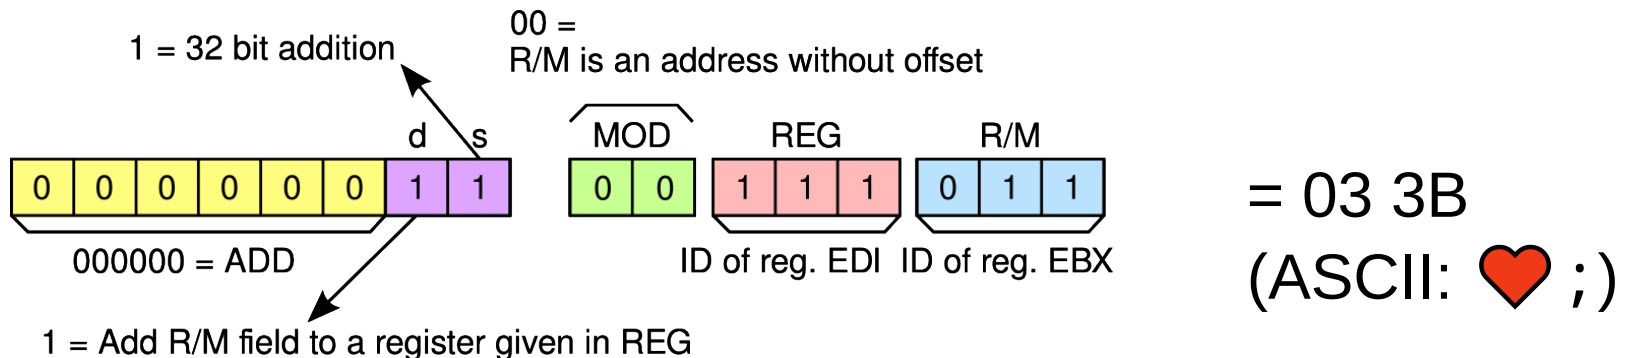 00 =
1 = 32 bit addition
R/M is an address without offset
d s MOD REG R/M
0 0 0 0 0 0 1 1 0 0 1 1 1 0 1 1
= 03 3B
000000 = ADD ID of reg. EDI ID of reg. EBX
(ASCII: ❤ ;)
1 = Add R/M field to a register given in REG